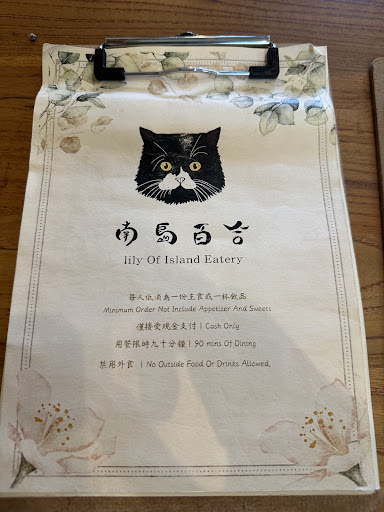 南島百合
lily Of Island Eatery
每人低消為一份主食或一杯飲品
Minimum Order Not Include Appetizer And Sweets
僅接受現金支付 | Cash Only
用餐限時九十分鐘 | 90 mins Of Dining
禁用外食 | No Outside Food Or Drinks Allowed.